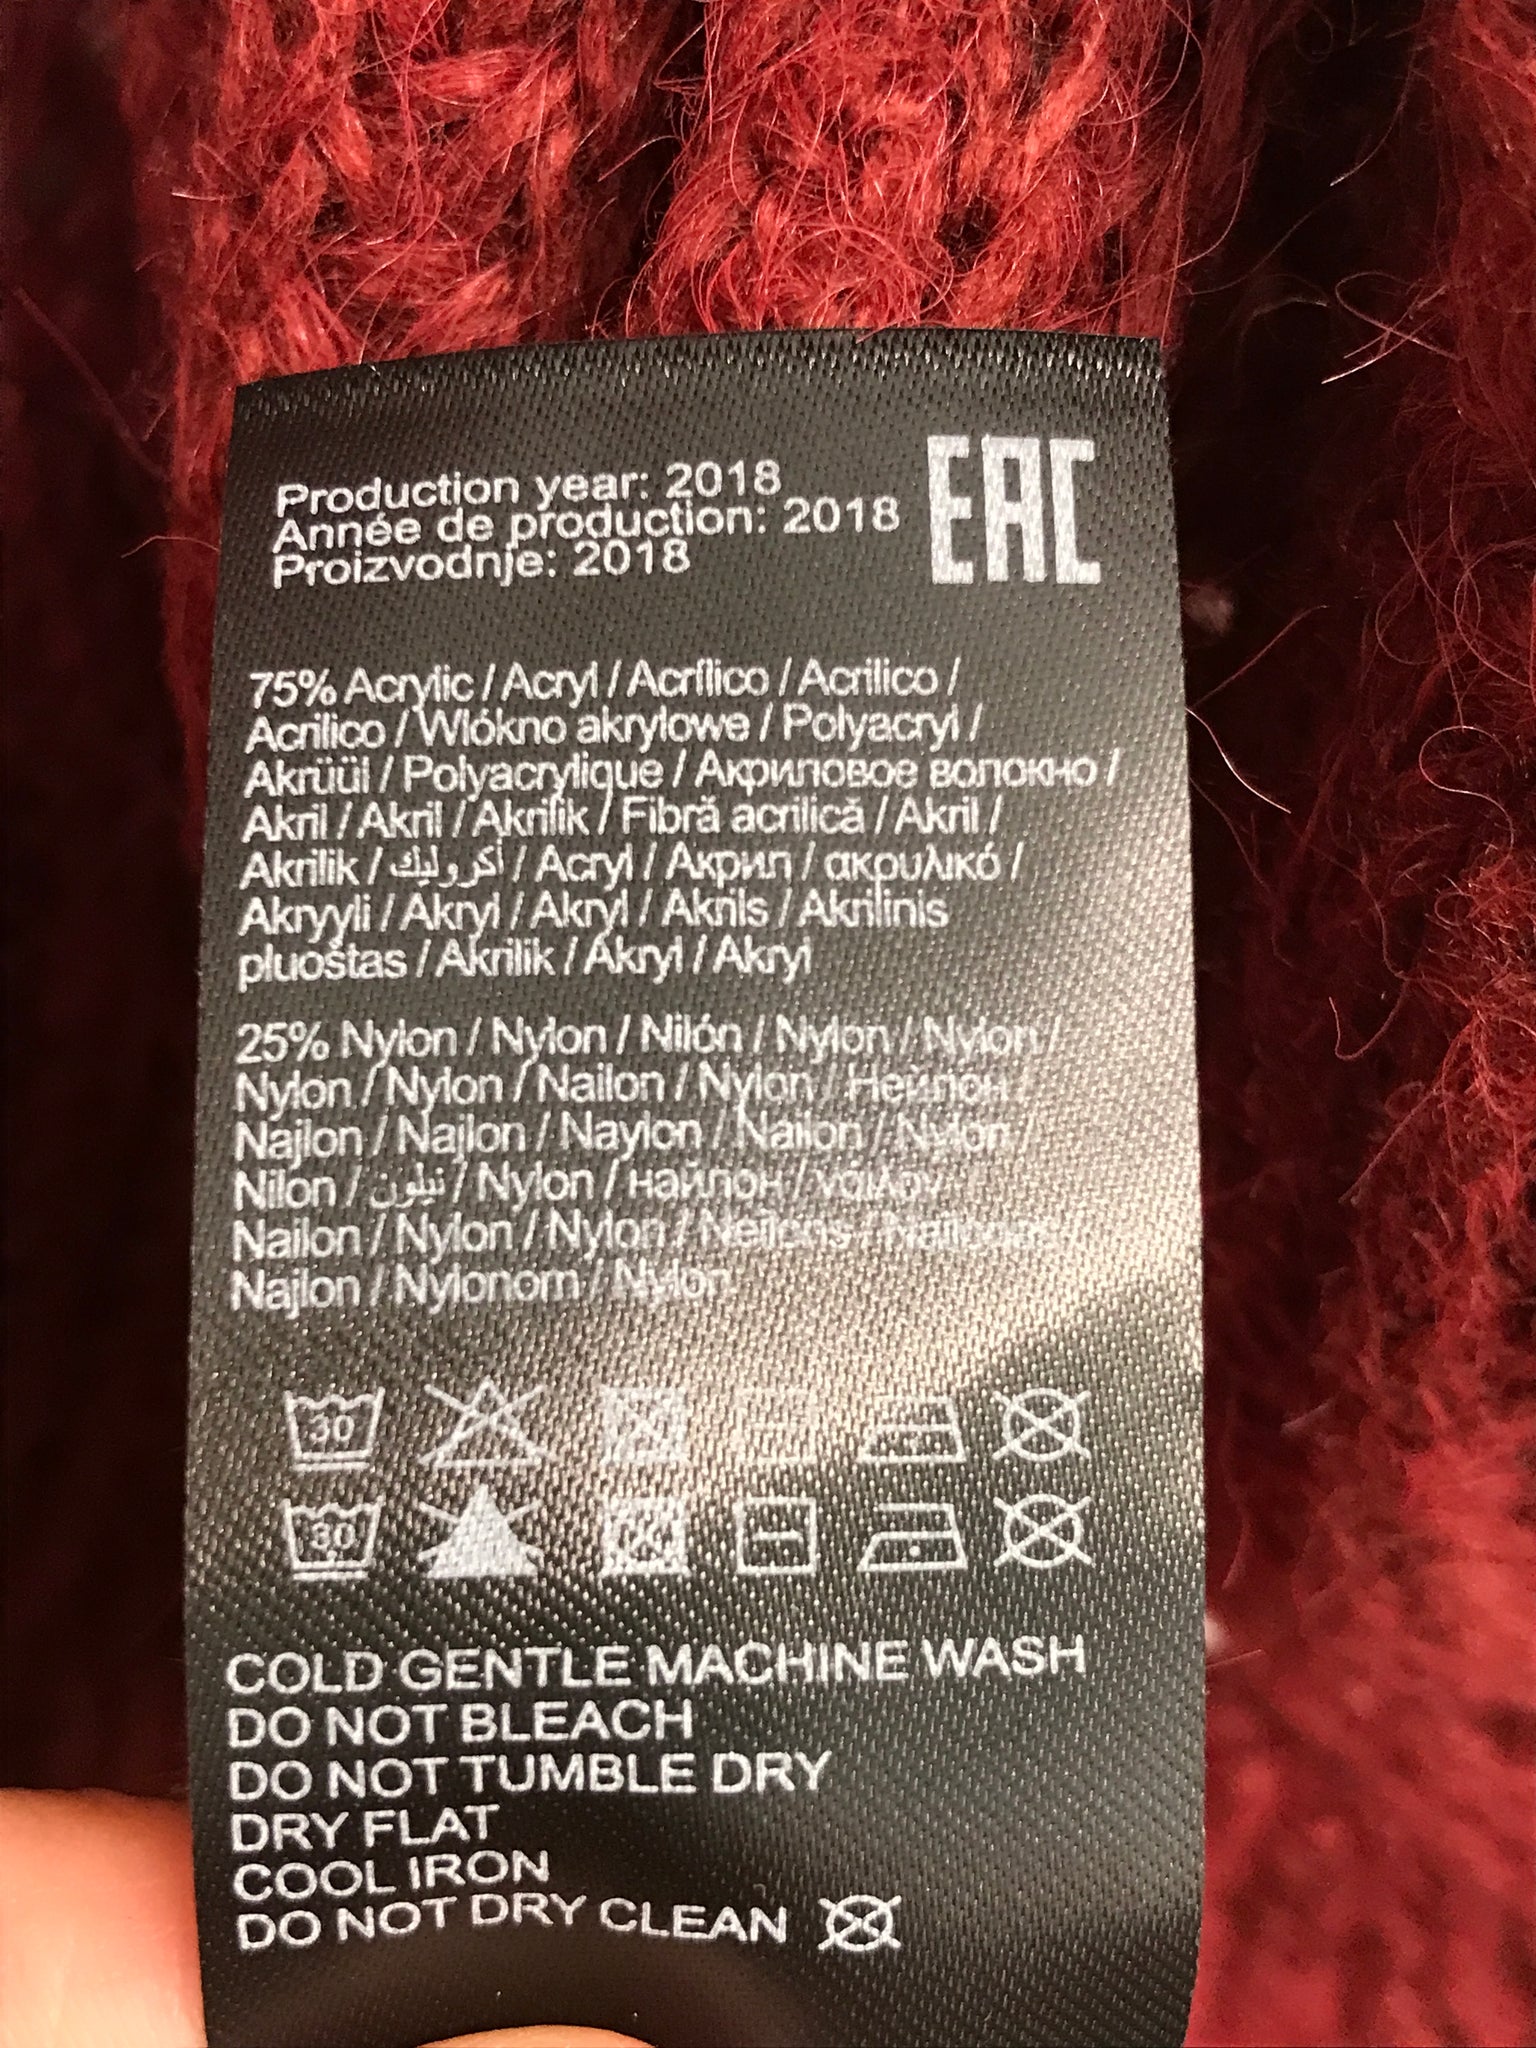 Production year: 2018
Année de production: 2018
Proizvodnje: 2018
EAC
75% Acrylic / Acryl / Acrflico / Acrilico /
Acrilico / Wlókno akrylowe / Polyacryl /
Akrüül / Polyacrylique / Акриловое волокно /
Akril / Akril / Akrilik / Fibră acrilică / Akril /
Akrilik / أكروليك / Acryl / Акрил / ακρυλικό /
Akryyli / Akryl / Akryl / Akrils / Akrilinis
pluoštas / Akrilik / Akryl / Akryl
25% Nylon / Nylon / Nilón / Nylon / Nylon /
Nylon / Nylon / Nailon / Nylon / Нейлон /
Najlon / Najlon / Naylon / Nailon / Nylon /
Nilon / نيلون / Nylon / найлон / νάιλον /
Nailon / Nylon / Nylon / Neilons /
Najlon / Nylonom / Nylon
30
30
COLD GENTLE MACHINE WASH
DO NOT BLEACH
DO NOT TUMBLE DRY
DRY FLAT
COOL IRON
DO NOT DRY CLEAN